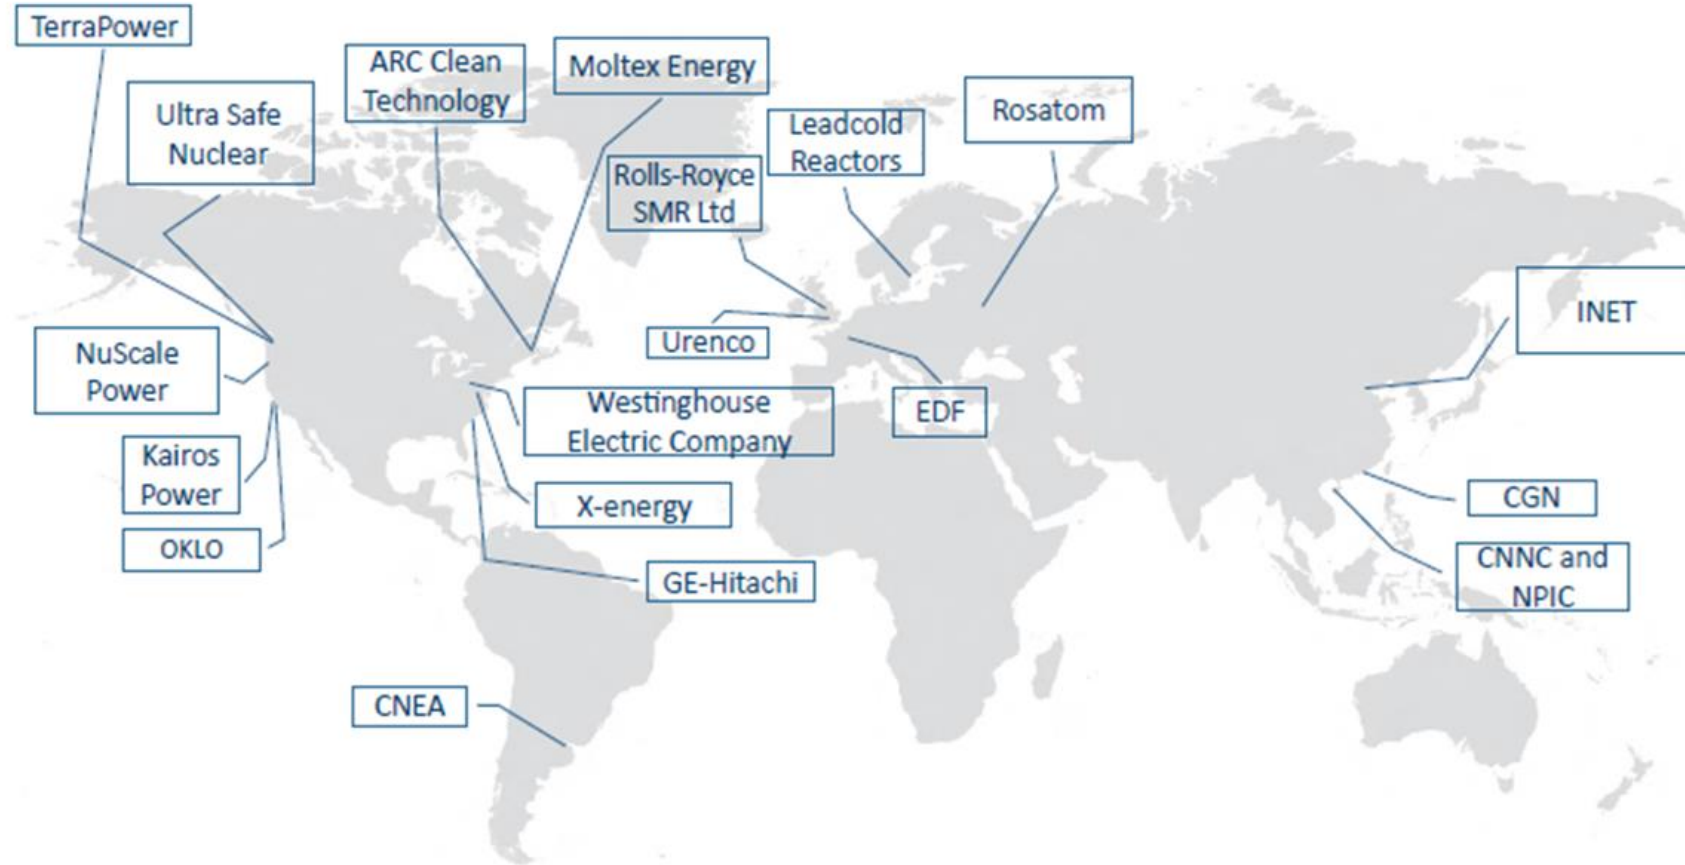 TerraPower
Ultra Safe
Nuclear
ARC Clean
Technology
Moltex Energy
Rolls-Royce
SMR Ltd
Leadcold
Reactors
Rosatom
INET
NuScale
Power
Urenco
Westinghouse
Electric Company
EDF
Kairos
Power
X-energy
CGN
OKLO
GE-Hitachi
CNNC and
NPIC
CNEA